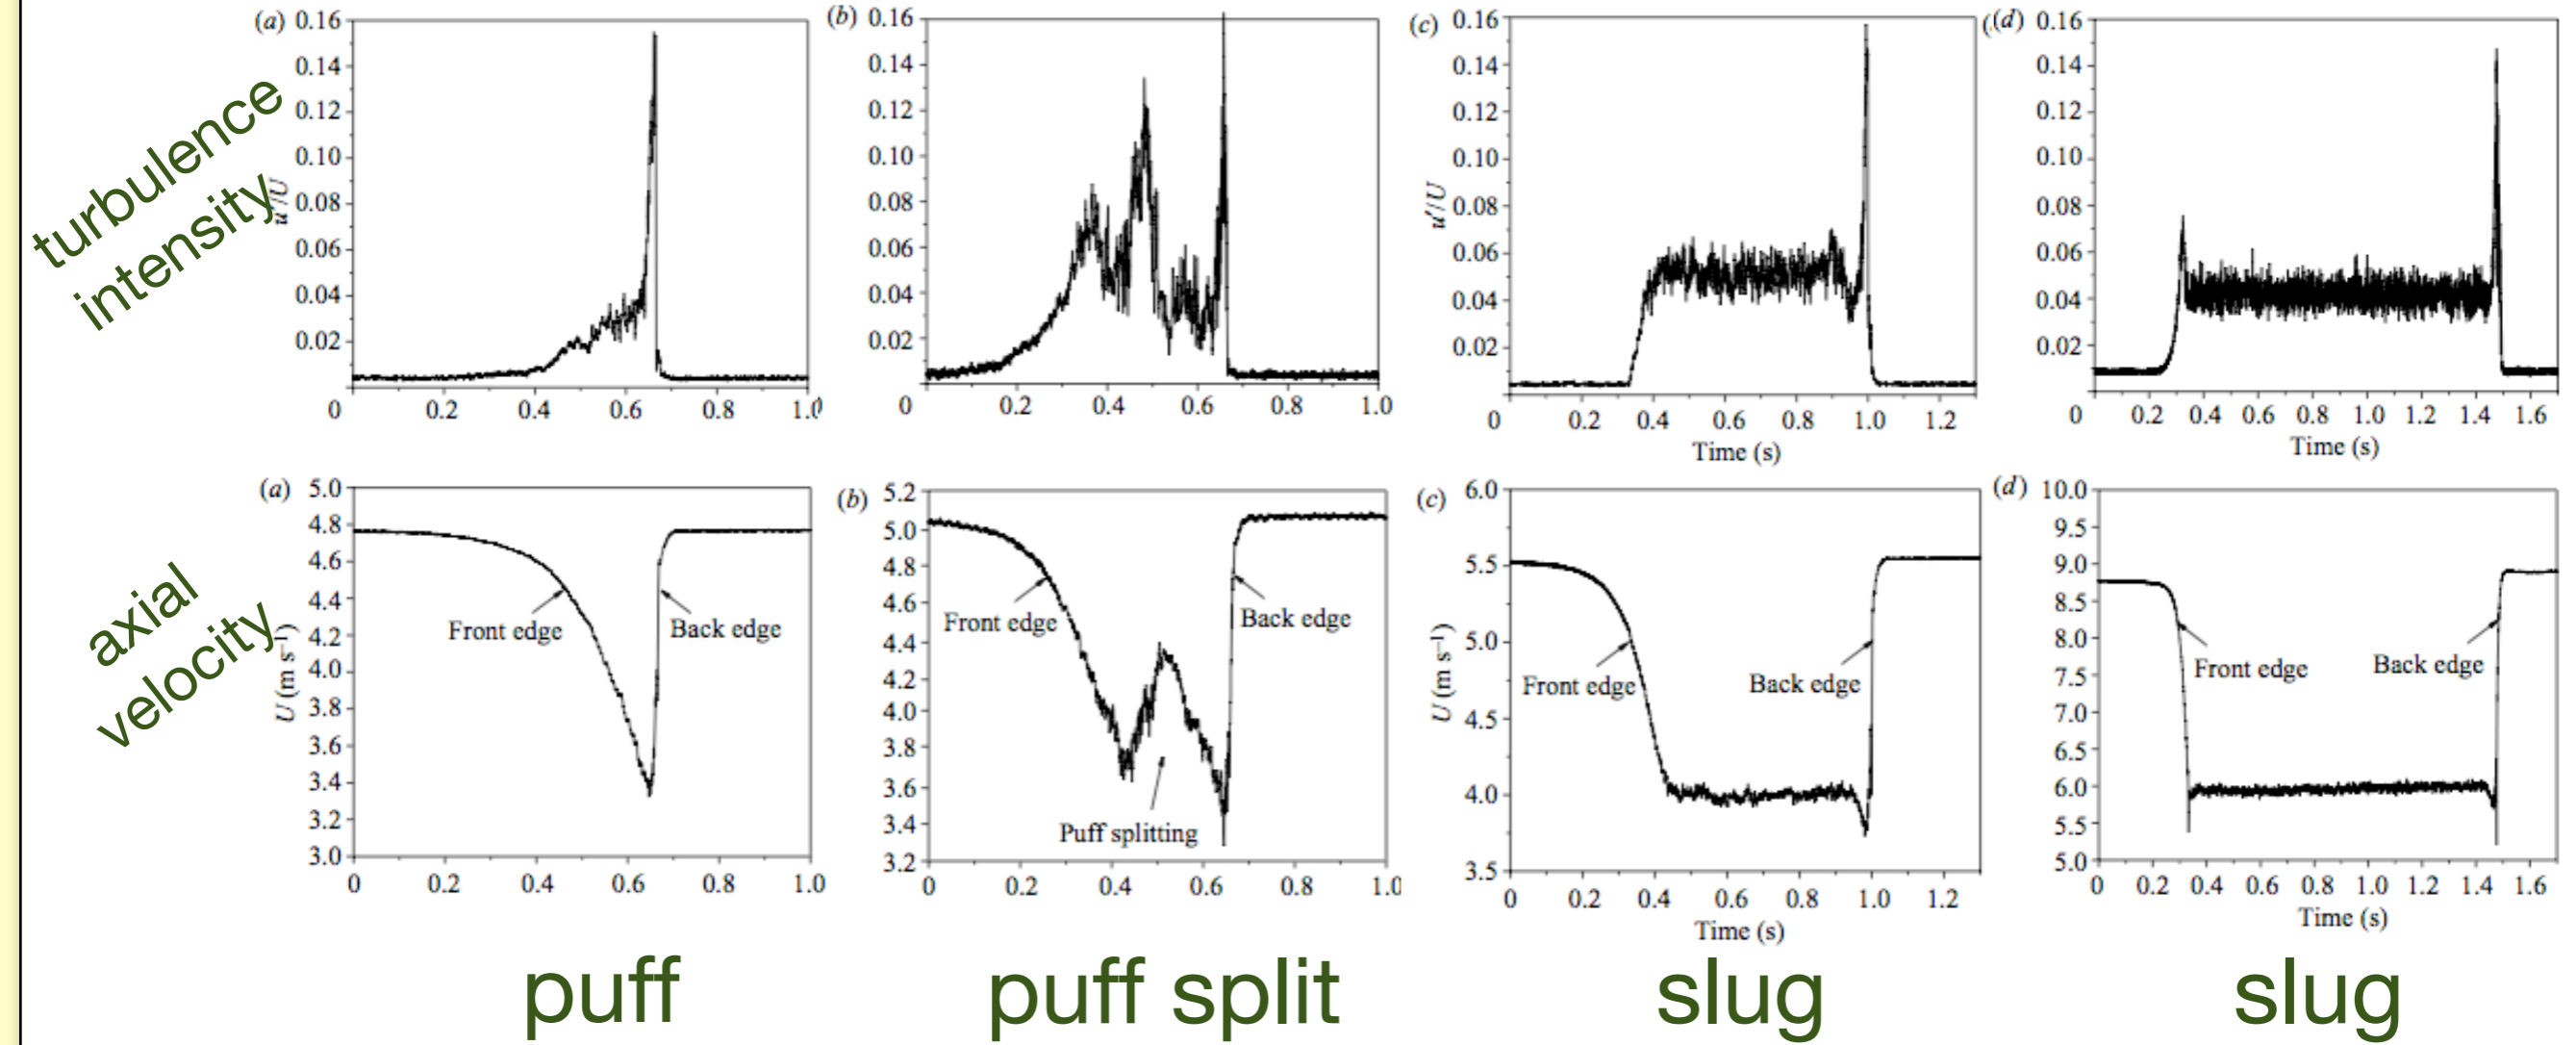 turbulence
intensity
(a)
u'/U
0.16
0.14
0.12
0.10
0.08
0.06
0.04
0.02
0 0.2 0.4 0.6 0.8 1.0
(b)
0.16
0.14
0.12
0.10
0.08
0.06
0.04
0.02
0 0.2 0.4 0.6 0.8 1.0
(c)
u'/U
0.16
0.14
0.12
0.10
0.08
0.06
0.04
0.02
0 0.2 0.4 0.6 0.8 1.0 1.2
Time (s)
(d)
0.16
0.14
0.12
0.10
0.08
0.06
0.04
0.02
0 0.2 0.4 0.6 0.8 1.0 1.2 1.4 1.6
Time (s)
axial
velocity
(a)
U (m s⁻¹)
5.0
4.8
4.6
4.4
4.2
4.0
3.8
3.6
3.4
3.2
3.0
Front edge
Back edge
0 0.2 0.4 0.6 0.8 1.0
(b)
5.2
5.0
4.8
4.6
4.4
4.2
4.0
3.8
3.6
3.4
3.2
Front edge
Back edge
Puff splitting
0 0.2 0.4 0.6 0.8 1.0
(c)
U (m s⁻¹)
6.0
5.5
5.0
4.5
4.0
3.5
Front edge
Back edge
0 0.2 0.4 0.6 0.8 1.0 1.2
Time (s)
(d)
10.0
9.5
9.0
8.5
8.0
7.5
7.0
6.5
6.0
5.5
5.0
Front edge
Back edge
0 0.2 0.4 0.6 0.8 1.0 1.2 1.4 1.6
Time (s)
puff
puff split
slug
slug